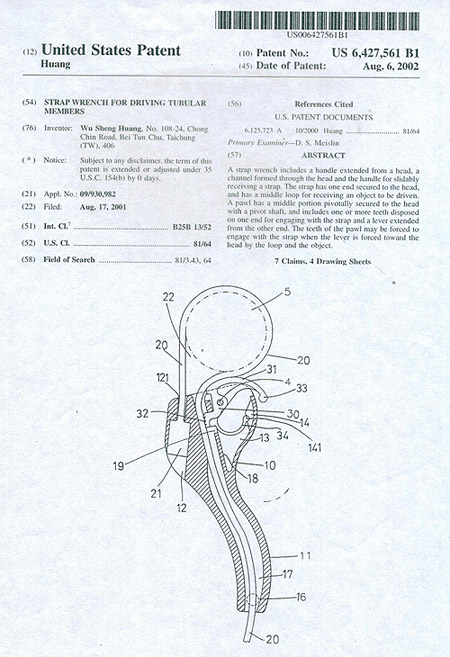 US006427561B1
(12) United States Patent
Huang
(10) Patent No.: US 6,427,561 B1
(45) Date of Patent: Aug. 6, 2002
(54) STRAP WRENCH FOR DRIVING TUBULAR
MEMBERS
(76) Inventor: Wu Sheng Huang, No. 108-24, Chong
Chin Road, Bei Tun Chu, Taichung
(TW), 406
(*) Notice: Subject to any disclaimer, the term of this
patent is extended or adjusted under 35
U.S.C. 154(b) by 0 days.
(21) Appl. No.: 09/930,982
(22) Filed: Aug. 17, 2001
(51) Int. Cl.7 B25B 13/52
(52) U.S. Cl. 81/64
(58) Field of Search 81/3.43, 64
(56) References Cited
U.S. PATENT DOCUMENTS
6,125,723 A 10/2000 Huang 81/64
Primary Examiner—D. S. Meislin
(57) ABSTRACT
A strap wrench includes a handle extended from a head, a
channel formed through the head and the handle for slidably
receiving a strap. The strap has one end secured to the head,
and has a middle loop for receiving an object to be driven.
A pawl has a middle portion pivotally secured to the head
with a pivot shaft, and includes one or more teeth disposed
on one end for engaging with the strap and a lever extended
from the other end. The teeth of the pawl may be forced to
engage with the strap when the lever is forced toward the
head by the loop and the object.
7 Claims, 4 Drawing Sheets
5
22
20
20
31
4
33
121
30
32
14
34
141
13
19
10
18
21
12
11
17
16
20